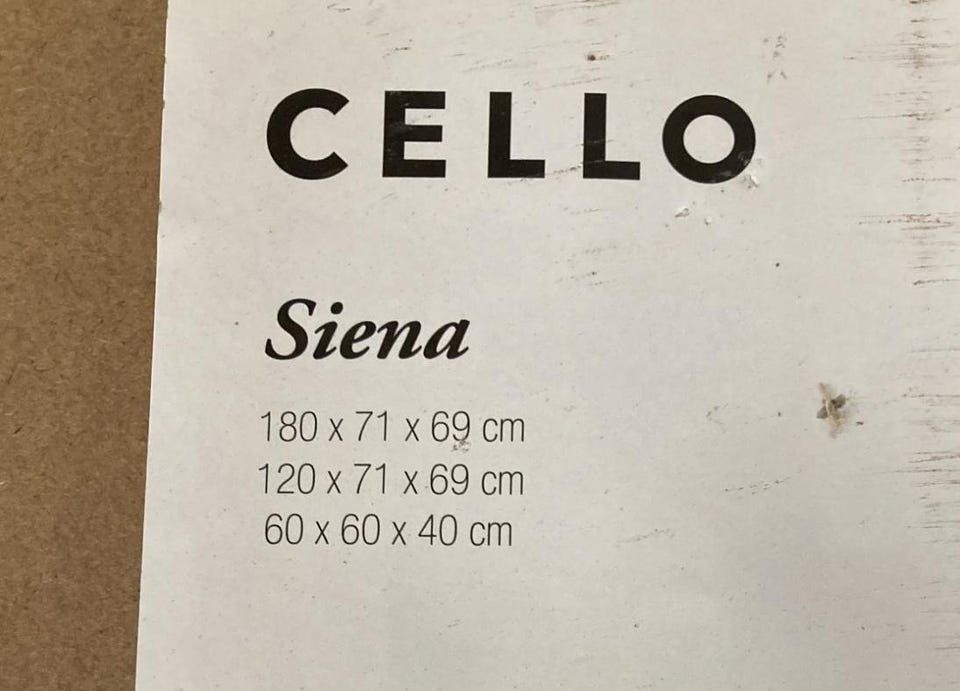 CELLO
Siena
180 x 71 x 69 cm
120 x 71 x 69 cm
60 x 60 x 40 cm